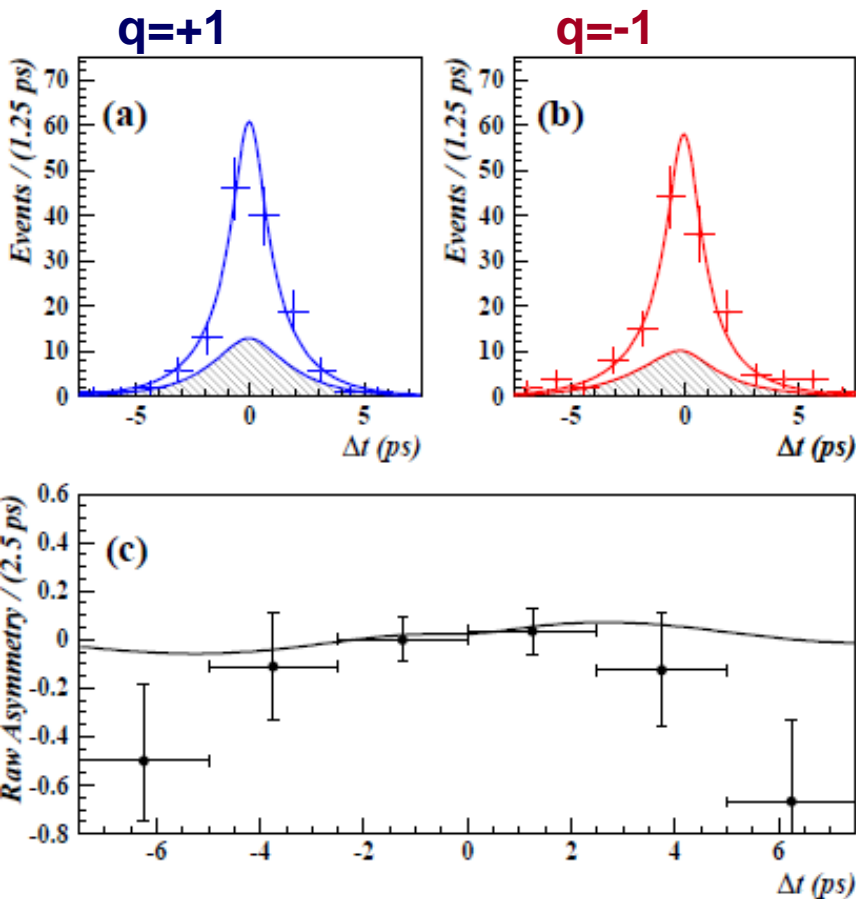 q=+1 q=-1
Events / (1.25 ps)
70
60
50
40
30
20
10
0
(a)
-5 0 5
Δt (ps)
Events / (1.25 ps)
70
60
50
40
30
20
10
0
(b)
-5 0 5
Δt (ps)
Raw Asymmetry / (2.5 ps)
0.6
0.4
0.2
0
-0.2
-0.4
-0.6
-0.8
(c)
-6 -4 -2 0 2 4 6
Δt (ps)